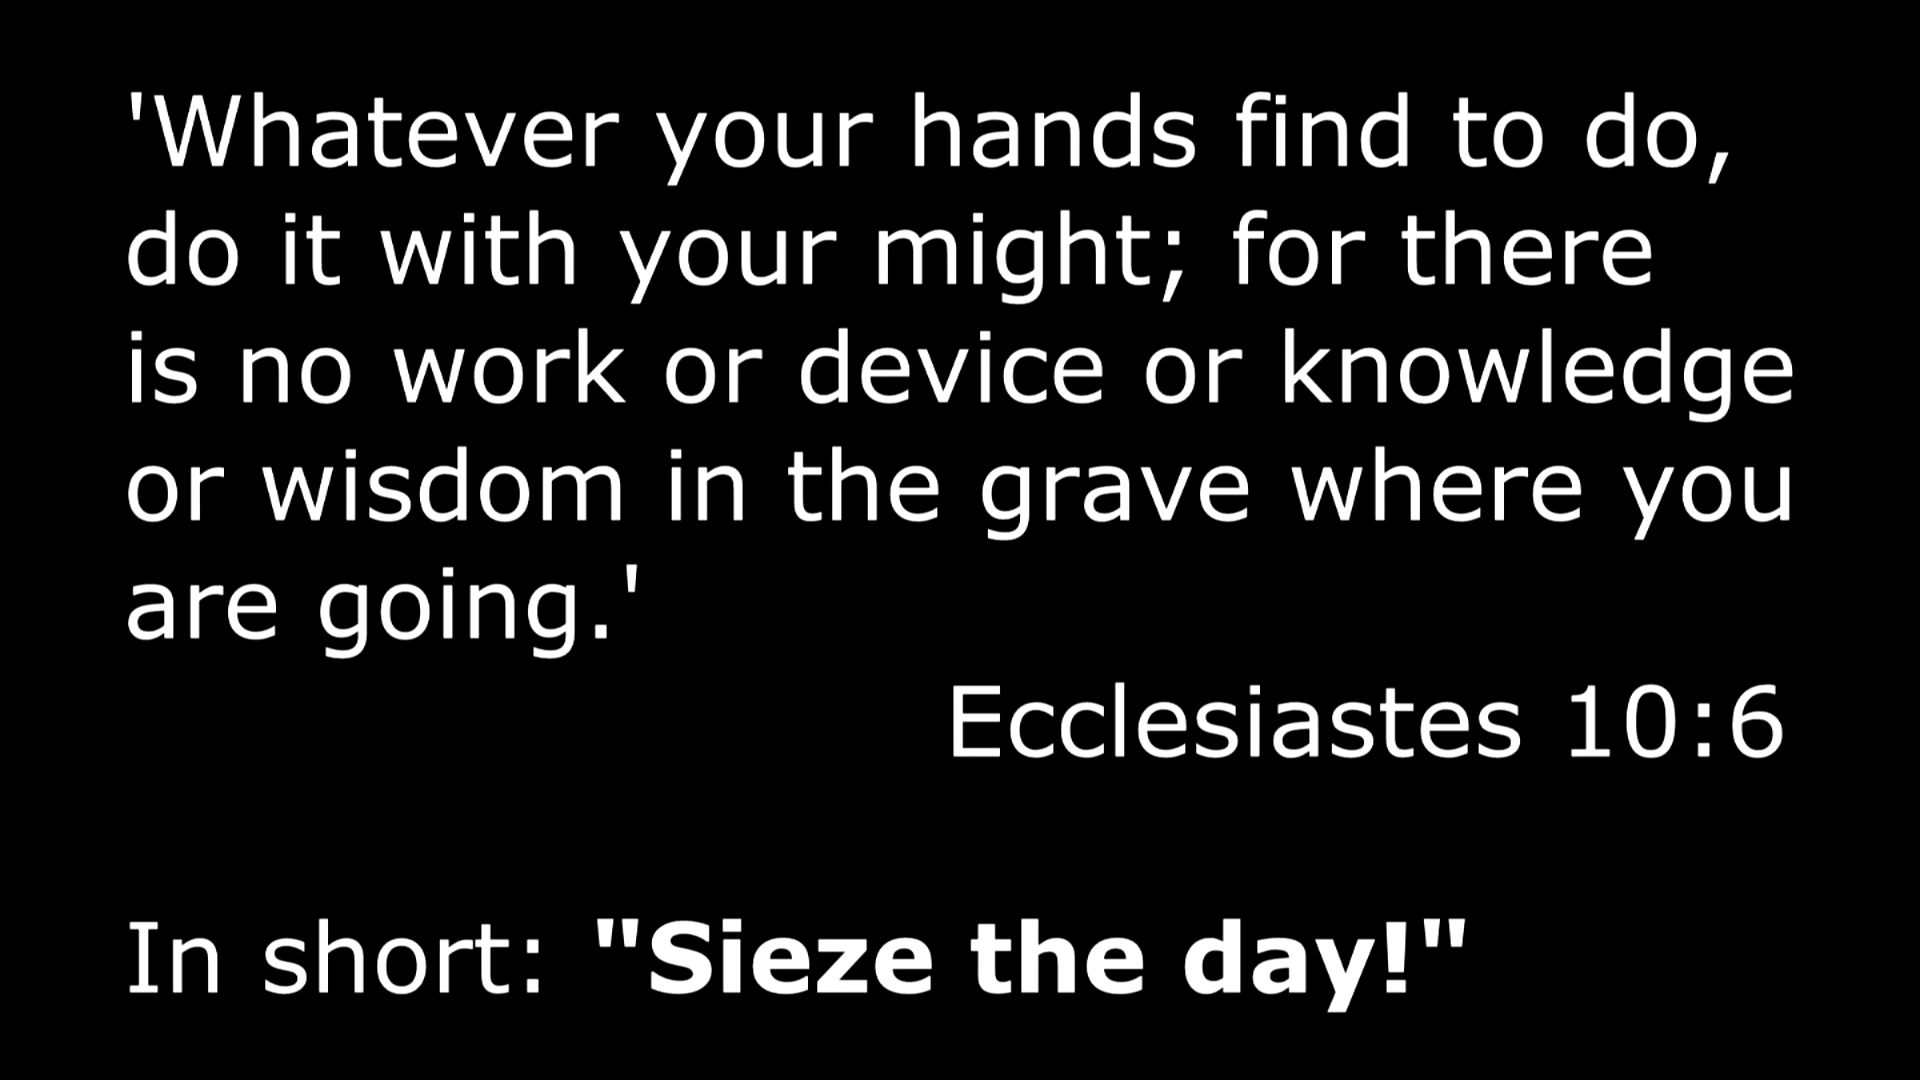 'Whatever your hands find to do,
do it with your might; for there
is no work or device or knowledge
or wisdom in the grave where you
are going.'
Ecclesiastes 10:6
In short: "Sieze the day!"